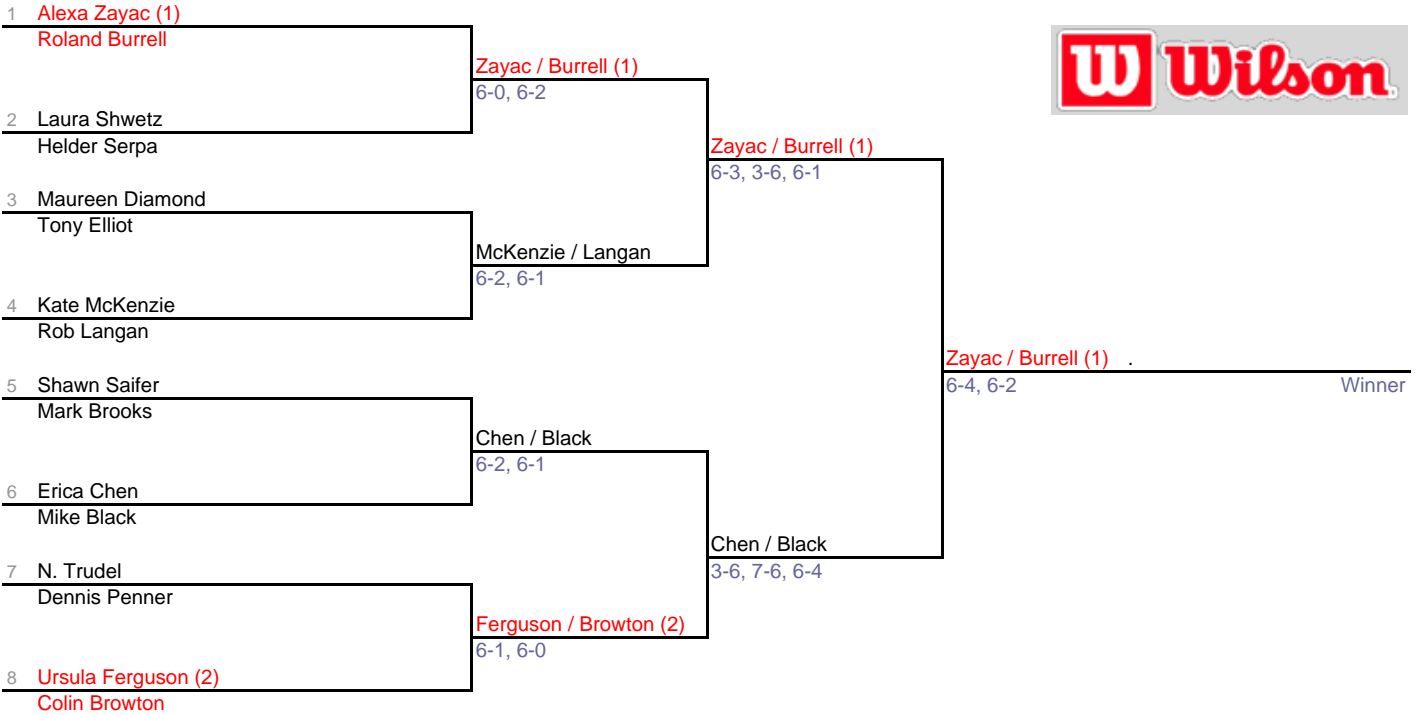 1 Alexa Zayac (1)
Roland Burrell
Zayac / Burrell (1)
6-0, 6-2
2 Laura Shwetz
Helder Serpa
Zayac / Burrell (1)
6-3, 3-6, 6-1
3 Maureen Diamond
Tony Elliot
McKenzie / Langan
6-2, 6-1
4 Kate McKenzie
Rob Langan
Zayac / Burrell (1) .
6-4, 6-2 Winner
5 Shawn Saifer
Mark Brooks
Chen / Black
6-2, 6-1
6 Erica Chen
Mike Black
Chen / Black
3-6, 7-6, 6-4
7 N. Trudel
Dennis Penner
Ferguson / Browton (2)
6-1, 6-0
8 Ursula Ferguson (2)
Colin Browton
W Wilson